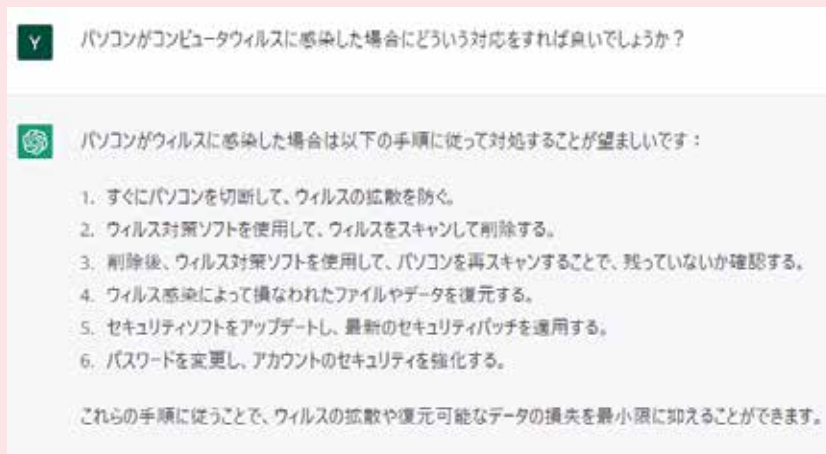 Y
パソコンがコンピュータウィルスに感染した場合にどういう対応をすれば良いでしょうか？
パソコンがウィルスに感染した場合は以下の手順に従って対処することが望ましいです：
1. すぐにパソコンを切断して、ウィルスの拡散を防ぐ。
2. ウィルス対策ソフトを使用して、ウィルスをスキャンして削除する。
3. 削除後、ウィルス対策ソフトを使用して、パソコンを再スキャンすることで、残っていないか確認する。
4. ウィルス感染によって損なわれたファイルやデータを復元する。
5. セキュリティソフトをアップデートし、最新のセキュリティパッチを適用する。
6. パスワードを変更し、アカウントのセキュリティを強化する。
これらの手順に従うことで、ウィルスの拡散や復元可能なデータの損失を最小限に抑えることができます。